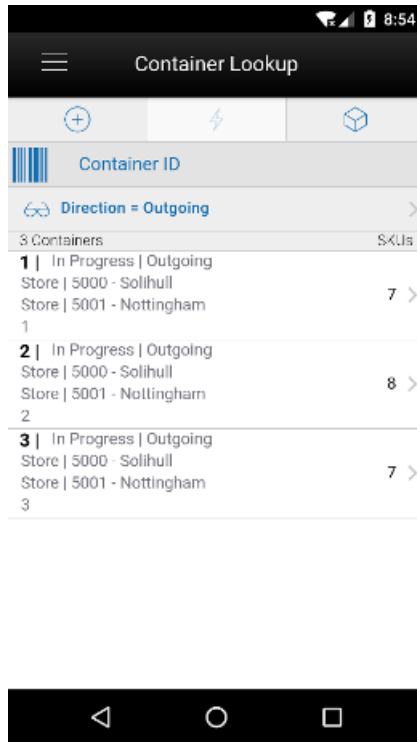 8:54
Container Lookup
Container ID
Direction = Outgoing
3 Containers SKUs
1 | In Progress | Outgoing
Store | 5000 - Solihull
Store | 5001 - Nottingham
7
1
2 | In Progress | Outgoing
Store | 5000 - Solihull
Store | 5001 - Nottingham
8
2
3 | In Progress | Outgoing
Store | 5000 - Solihull
Store | 5001 - Nottingham
7
3